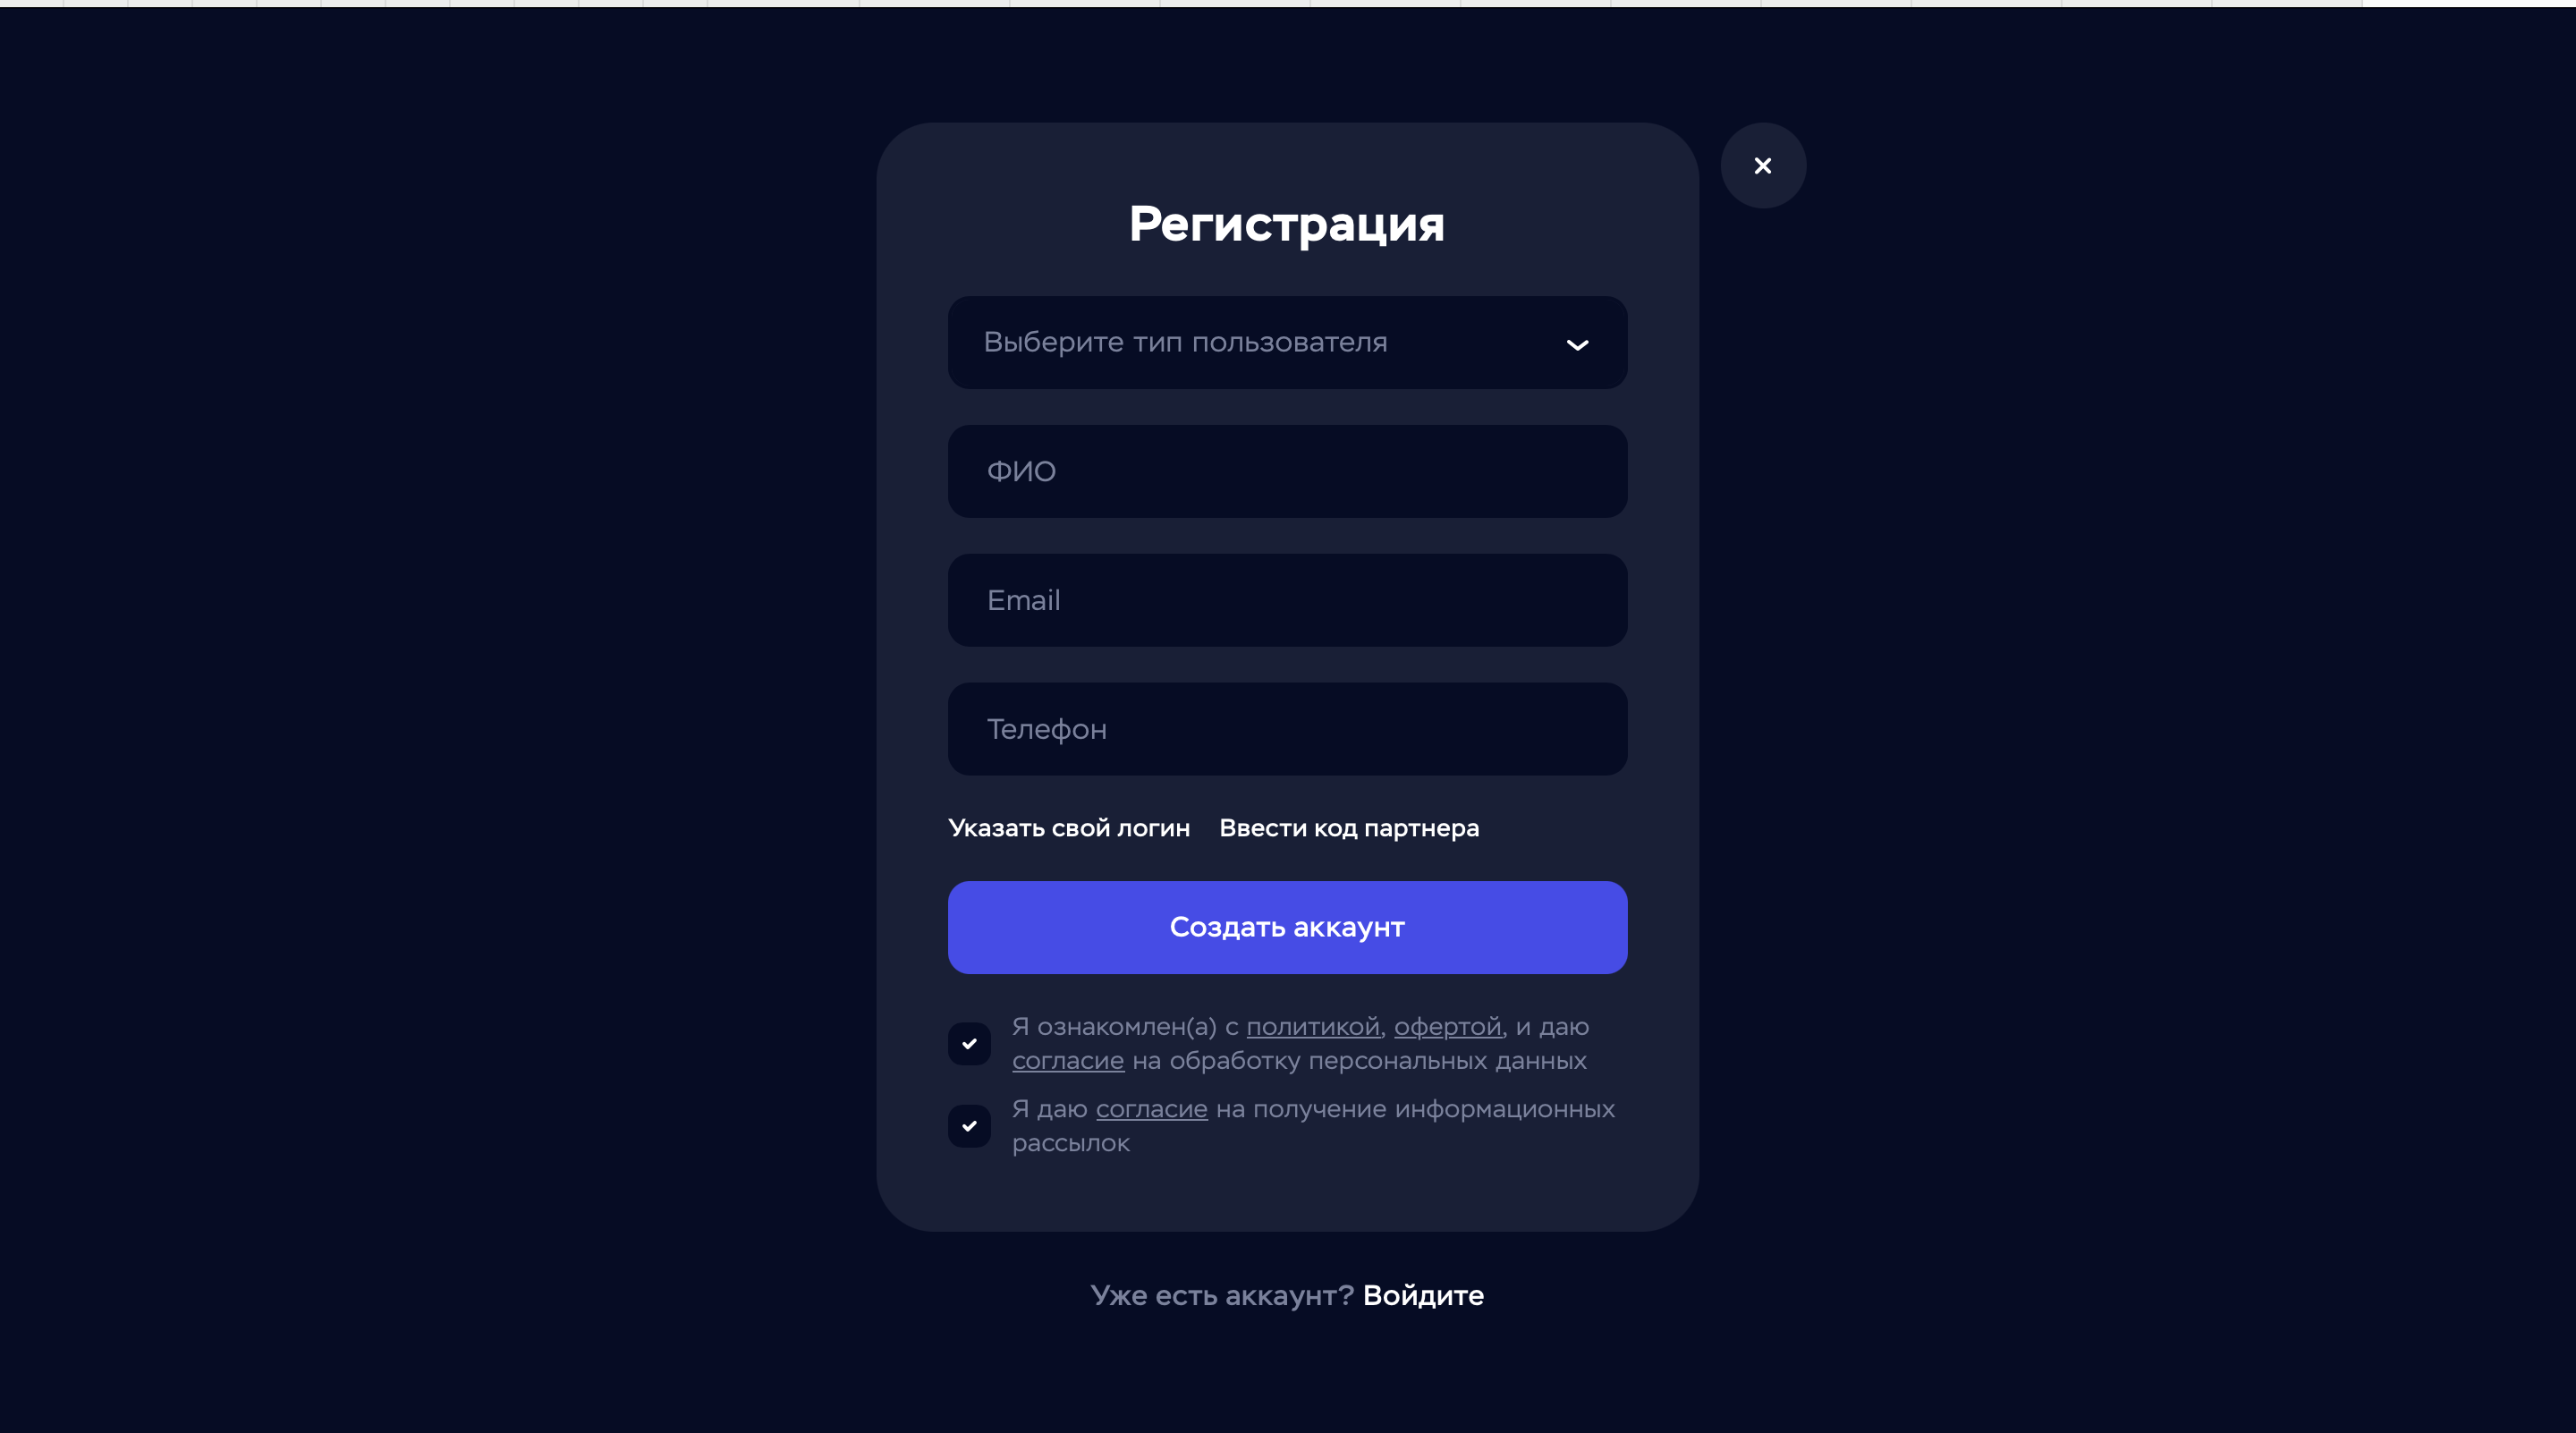 Регистрация
Выберите тип пользователя
ФИО
Email
Телефон
Указать свой логин Ввести код партнера
Создать аккаунт
Я ознакомлен(а) с политикой, офертой, и даю
согласие на обработку персональных данных
Я даю согласие на получение информационных
рассылок
Уже есть аккаунт? Войдите